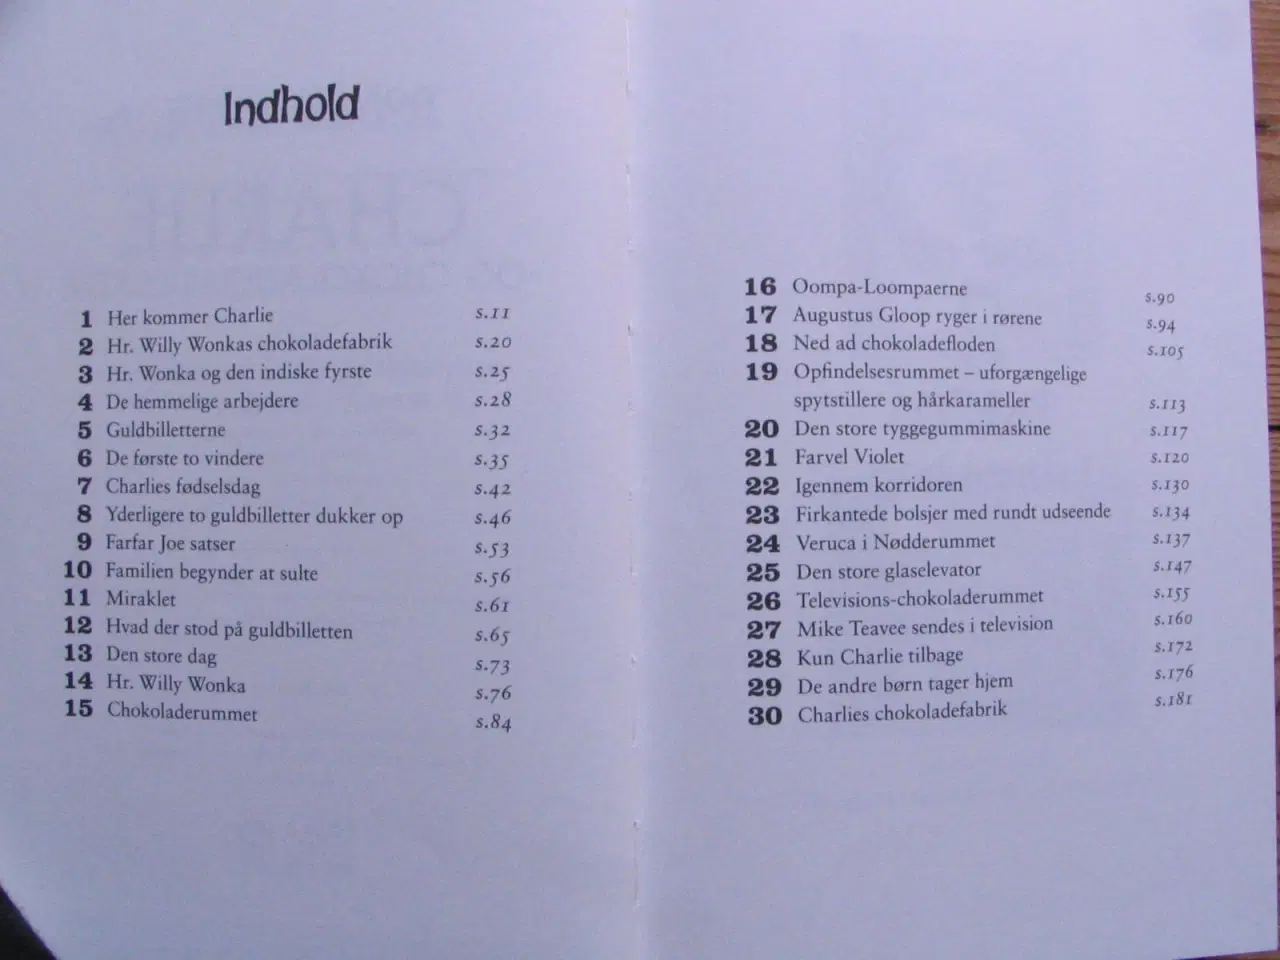 Indhold
1 Her kommer Charlie s.11
2 Hr. Willy Wonkas chokoladefabrik s.20
3 Hr. Wonka og den indiske fyrste s.25
4 De hemmelige arbejdere s.28
5 Guldbilletterne s.32
6 De første to vindere s.35
7 Charlies fødselsdag s.42
8 Yderligere to guldbilletter dukker op s.46
9 Farfar Joe satser s.53
10 Familien begynder at sulte s.56
11 Miraklet s.61
12 Hvad der stod på guldbilletten s.65
13 Den store dag s.73
14 Hr. Willy Wonka s.76
15 Chokoladerummet s.84
16 Oompa-Loompaerne s.90
17 Augustus Gloop ryger i rørene s.94
18 Ned ad chokoladefloden s.105
19 Opfindelsesrummet – uforgængelige
spytstillere og hårkarameller s.113
20 Den store tyggegummimaskine s.117
21 Farvel Violet s.120
22 Igennem korridoren s.130
23 Firkantede bolsjer med rundt udseende s.134
24 Veruca i Nødderummet s.137
25 Den store glaselevator s.147
26 Televisions-chokoladerummet s.155
27 Mike Teavee sendes i television s.160
28 Kun Charlie tilbage s.172
29 De andre børn tager hjem s.176
30 Charlies chokoladefabrik s.181